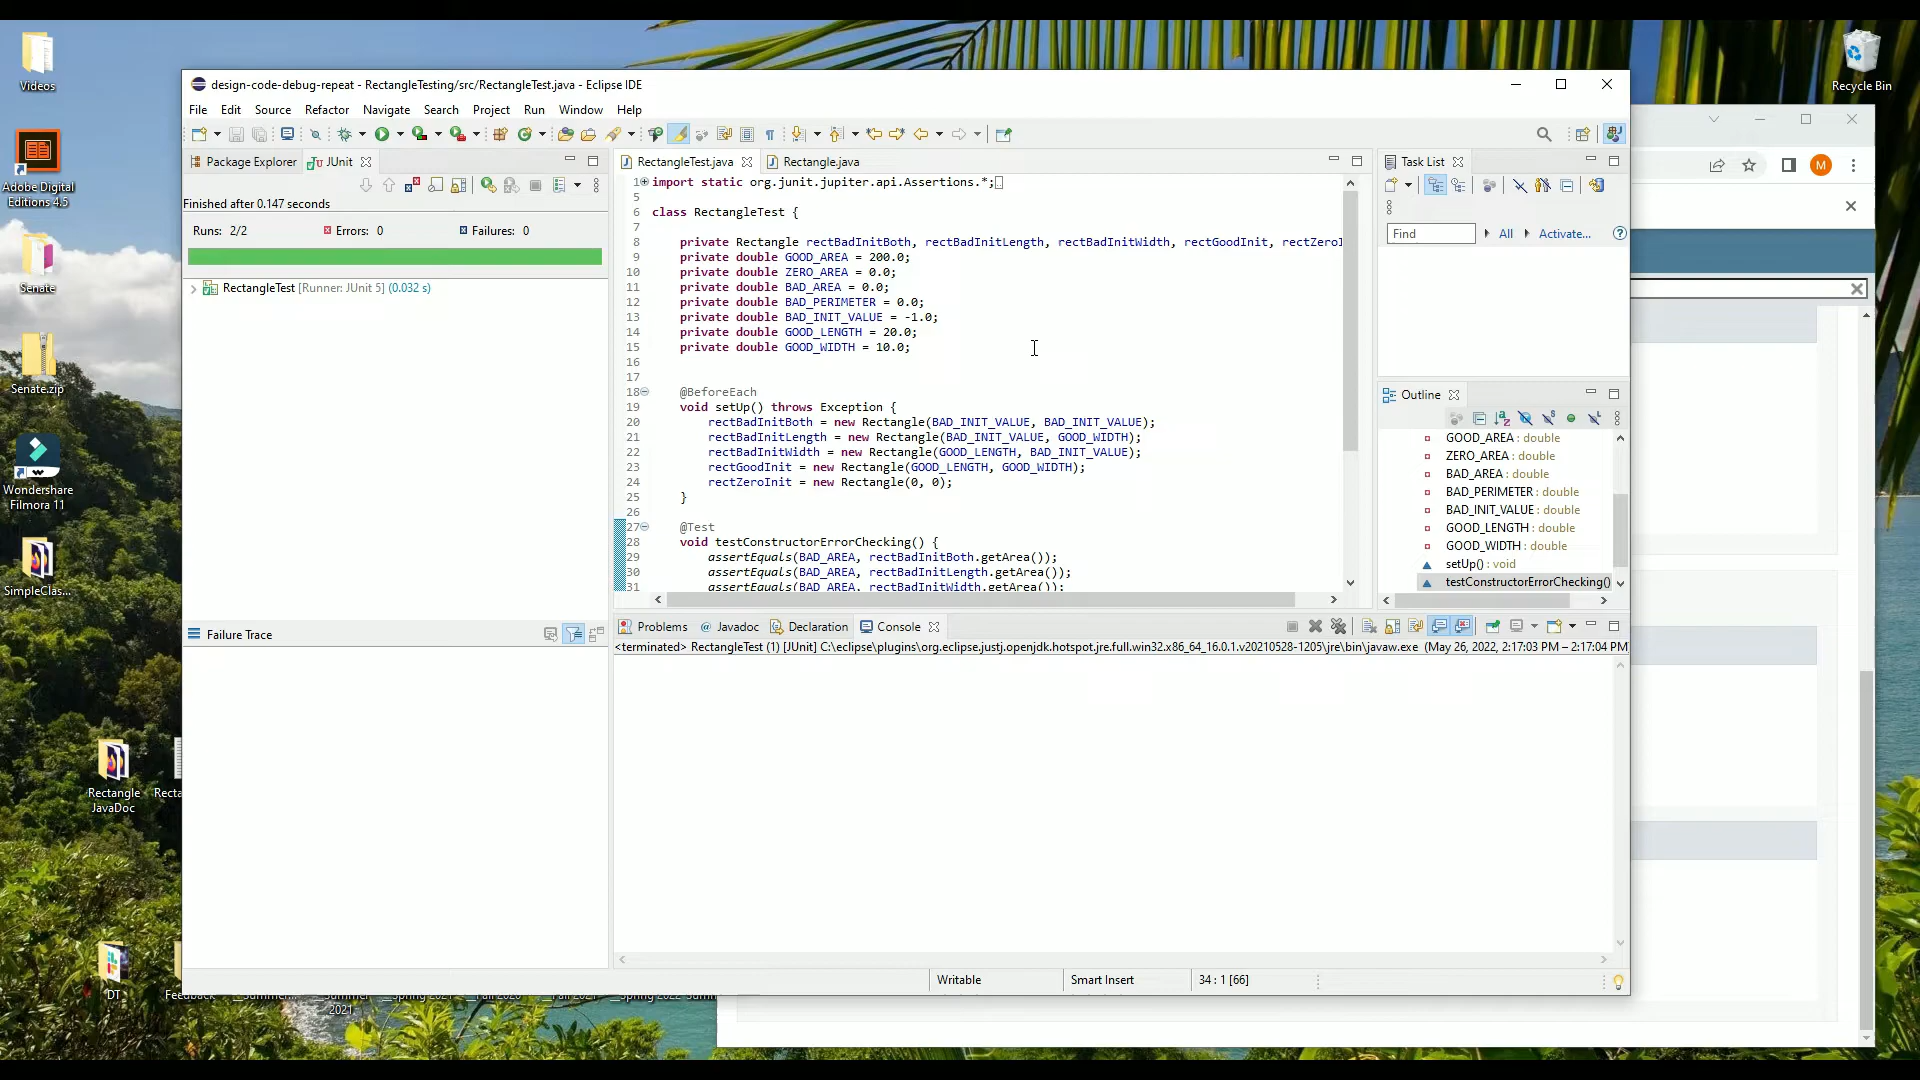 Videos
Adobe Digital
Editions 4.5
Senate
Senate.zip
Wondershare
Filmora 11
SimpleClas...
Rectangle
JavaDoc
Recta
DT
Recycle Bin
design-code-debug-repeat - RectangleTesting/src/RectangleTest.java - Eclipse IDE
File Edit Source Refactor Navigate Search Project Run Window Help
Package Explorer JUnit
Finished after 0.147 seconds
Runs: 2/2 Errors: 0 Failures: 0
RectangleTest [Runner: JUnit 5] (0.032 s)
Failure Trace
RectangleTest.java Rectangle.java
1 import static org.junit.jupiter.api.Assertions.*;
5
6 class RectangleTest {
7
8 private Rectangle rectBadInitBoth, rectBadInitLength, rectBadInitWidth, rectGoodInit, rectZeroI
9 private double GOOD_AREA = 200.0;
10 private double ZERO_AREA = 0.0;
11 private double BAD_AREA = 0.0;
12 private double BAD_PERIMETER = 0.0;
13 private double BAD_INIT_VALUE = -1.0;
14 private double GOOD_LENGTH = 20.0;
15 private double GOOD_WIDTH = 10.0;
16
17
18 @BeforeEach
19 void setUp() throws Exception {
20 rectBadInitBoth = new Rectangle(BAD_INIT_VALUE, BAD_INIT_VALUE);
21 rectBadInitLength = new Rectangle(BAD_INIT_VALUE, GOOD_WIDTH);
22 rectBadInitWidth = new Rectangle(GOOD_LENGTH, BAD_INIT_VALUE);
23 rectGoodInit = new Rectangle(GOOD_LENGTH, GOOD_WIDTH);
24 rectZeroInit = new Rectangle(0, 0);
25 }
26
27 @Test
28 void testConstructorErrorChecking() {
29 assertEquals(BAD_AREA, rectBadInitBoth.getArea());
30 assertEquals(BAD_AREA, rectBadInitLength.getArea());
31 assertEquals(BAD_AREA, rectBadInitWidth.getArea());
Task List
Find All Activate...
Outline
GOOD_AREA : double
ZERO_AREA : double
BAD_AREA : double
BAD_PERIMETER : double
BAD_INIT_VALUE : double
GOOD_LENGTH : double
GOOD_WIDTH : double
setUp() : void
testConstructorErrorChecking()
Problems Javadoc Declaration Console
<terminated> RectangleTest (1) [JUnit] C:\eclipse\plugins\org.eclipse.justj.openjdk.hotspot.jre.full.win32.x86_64_16.0.1.v20210528-1205\jre\bin\javaw.exe (May 26, 2022, 2:17:03 PM – 2:17:04 PM
Writable Smart Insert 34 : 1 [66]
2021
M